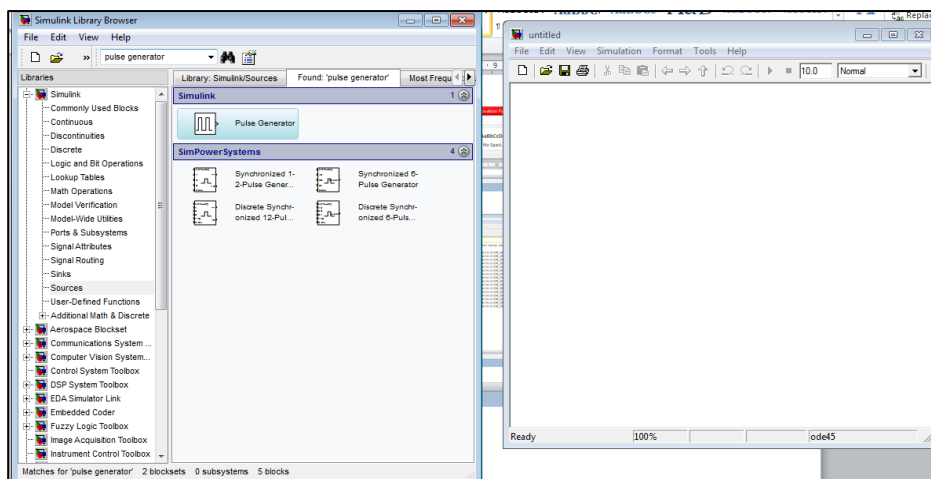 Simulink Library Browser
File Edit View Help
» pulse generator
Libraries
Library: Simulink/Sources Found: 'pulse generator' Most Frequ
Simulink
Commonly Used Blocks
Continuous
Discontinuities
Discrete
Logic and Bit Operations
Lookup Tables
Math Operations
Model Verification
Model-Wide Utilities
Ports & Subsystems
Signal Attributes
Signal Routing
Sinks
Sources
User-Defined Functions
Additional Math & Discrete
Aerospace Blockset
Communications System ...
Computer Vision System...
Control System Toolbox
DSP System Toolbox
EDA Simulator Link
Embedded Coder
Fuzzy Logic Toolbox
Image Acquisition Toolbox
Instrument Control Toolbox
Simulink 1
Pulse Generator
SimPowerSystems 4
Synchronized 1-
2-Pulse Gener...
Synchronized 6-
Pulse Generator
Discrete Synchr-
onized 12-Pul...
Discrete Synchr-
onized 6-Puls...
Matches for 'pulse generator' 2 blocksets 0 subsystems 5 blocks
Replac
untitled
File Edit View Simulation Format Tools Help
10.0 Normal
Ready 100% ode45